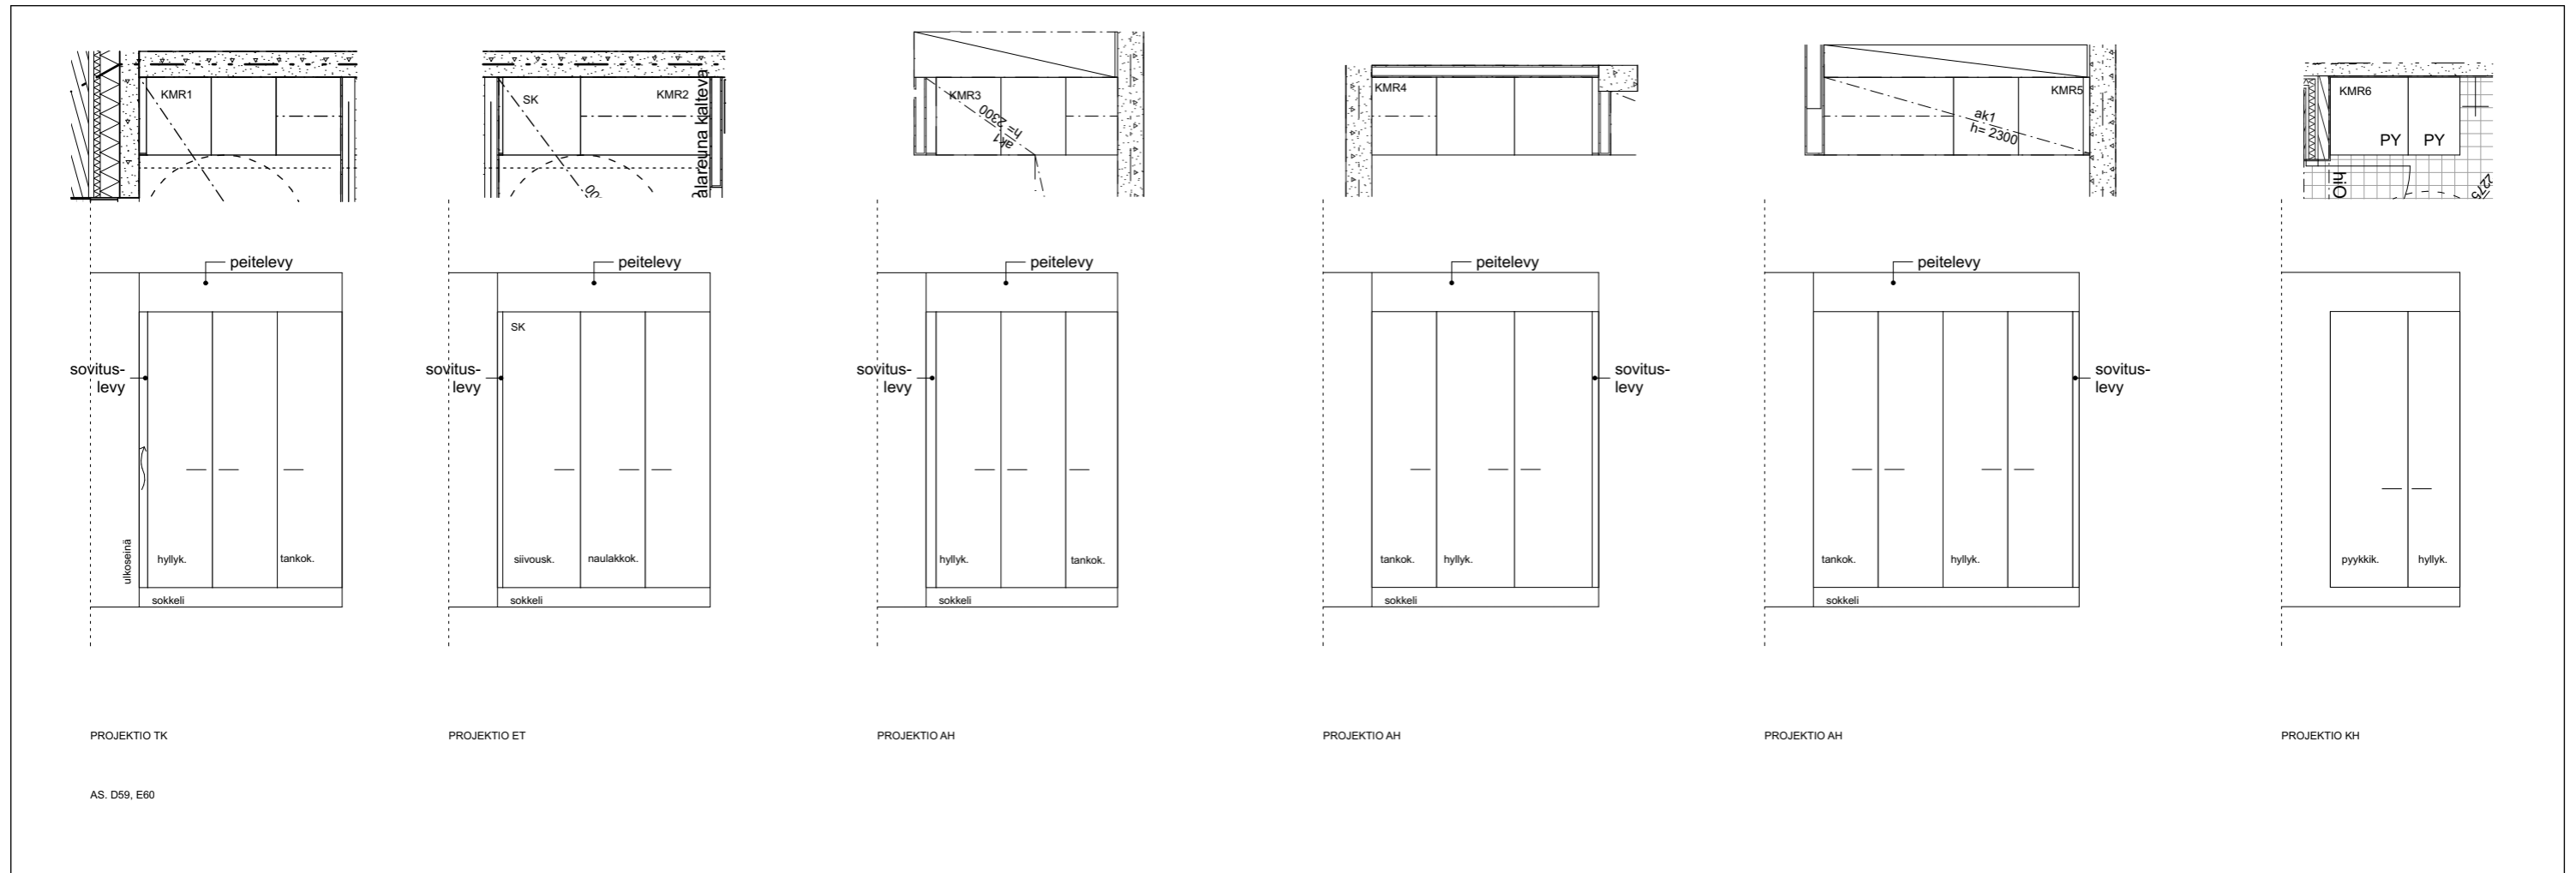 KMR1
SK
KMR2
alareuna kalteva
00
KMR3
ak1
h= 2300
KMR4
ak1
h= 2300
KMR5
KMR6
PY
PY
hiO
2275
peitelevy
sovitus-
levy
ulkoseinä
hyllyk.
tankok.
sokkeli
peitelevy
SK
sovitus-
levy
siivousk.
naulakkok.
sokkeli
peitelevy
sovitus-
levy
hyllyk.
tankok.
sokkeli
peitelevy
sovitus-
levy
tankok.
hyllyk.
sokkeli
peitelevy
sovitus-
levy
tankok.
hyllyk.
sokkeli
pyykkik.
hyllyk.
PROJEKTIO TK
PROJEKTIO ET
PROJEKTIO AH
PROJEKTIO AH
PROJEKTIO AH
PROJEKTIO KH
AS. D59, E60